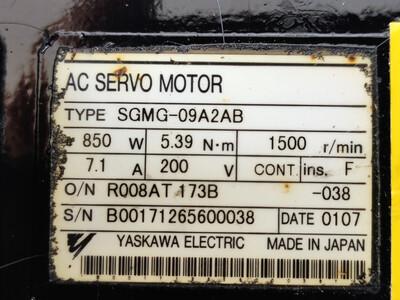 AC SERVO MOTOR
TYPE SGMG-09A2AB
850 W 5.39 N·m 1500 r/min
7.1 A 200 V CONT. ins. F
O/N R008AT 173B -038
S/N B00171265600038 DATE 0107
YASKAWA ELECTRIC MADE IN JAPAN